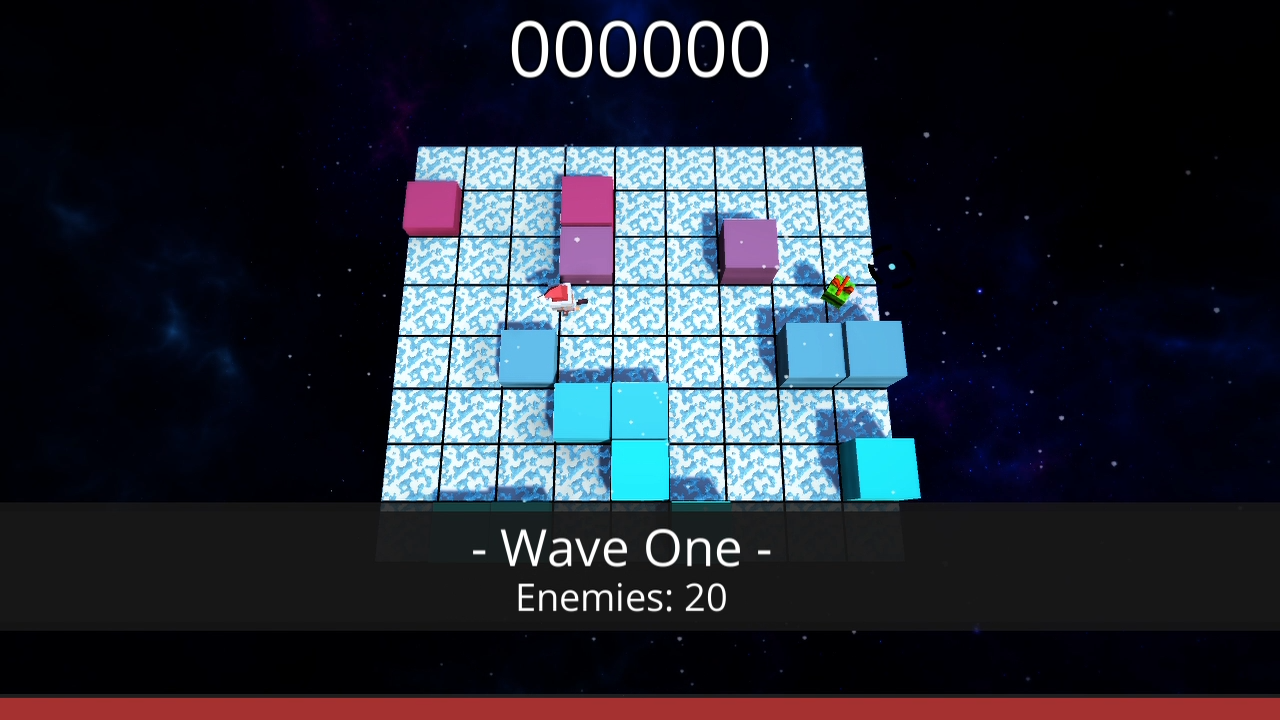 000000
- Wave One -
Enemies: 20